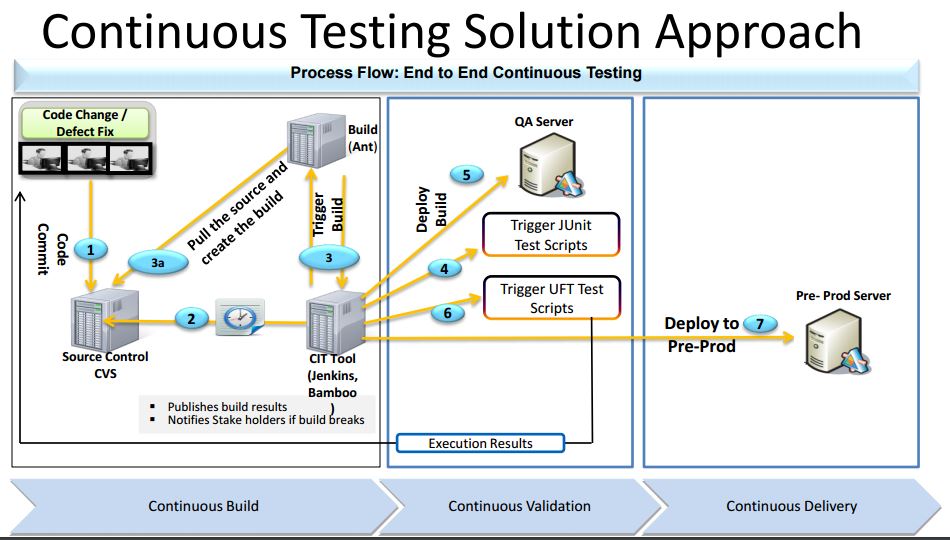 Continuous Testing Solution Approach
Process Flow: End to End Continuous Testing
Code Change /
Defect Fix
Build
(Ant)
Pull the source and
create the build
Trigger
Build
Code
Commit
1
3a
3
2
Source Control
CVS
CIT Tool
(Jenkins,
Bamboo
)
▪ Publishes build results
▪ Notifies Stake holders if build breaks
QA Server
5
Deploy
Build
Trigger JUnit
Test Scripts
4
Trigger UFT Test
Scripts
6
Execution Results
Pre- Prod Server
Deploy to
Pre-Prod
7
Continuous Build
Continuous Validation
Continuous Delivery